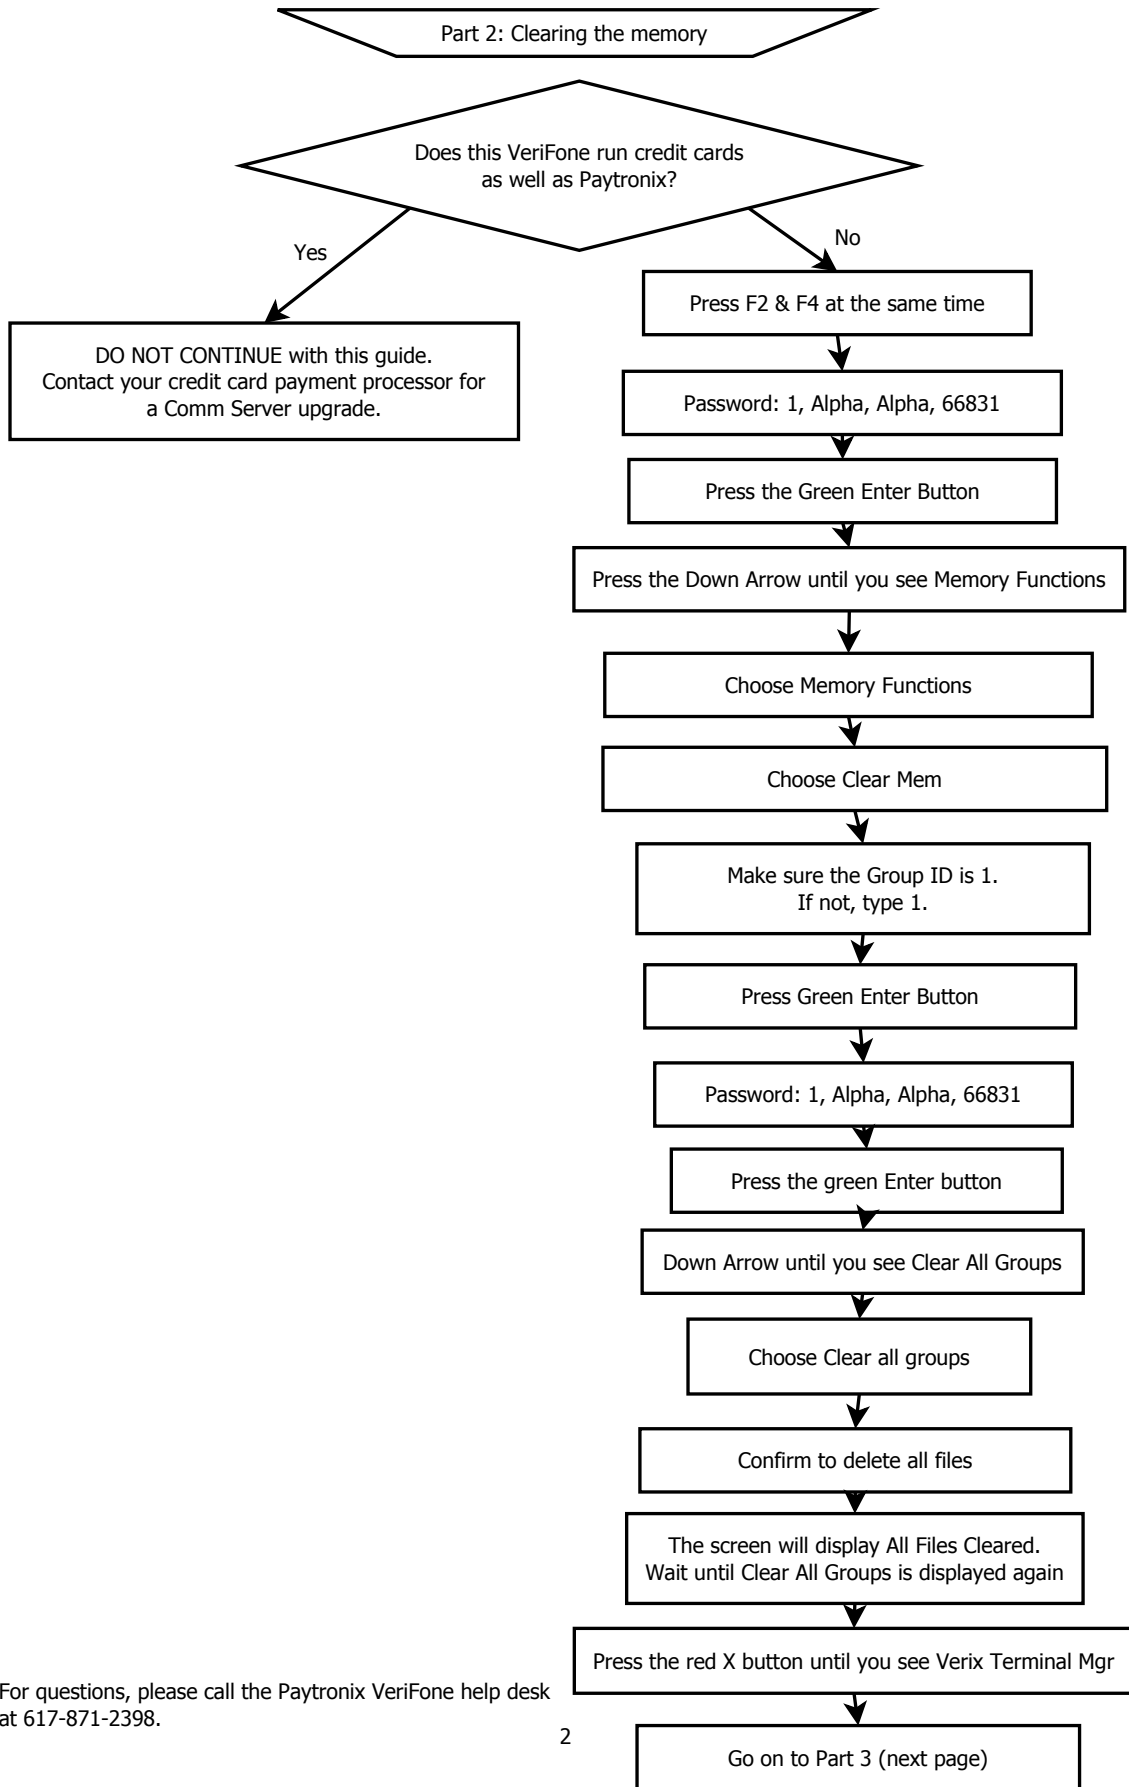 Part 2: Clearing the memory
Does this VeriFone run credit cards
as well as Paytronix?
Yes
No
DO NOT CONTINUE with this guide.
Contact your credit card payment processor for
a Comm Server upgrade.
Press F2 & F4 at the same time
Password: 1, Alpha, Alpha, 66831
Press the Green Enter Button
Press the Down Arrow until you see Memory Functions
Choose Memory Functions
Choose Clear Mem
Make sure the Group ID is 1.
If not, type 1.
Press Green Enter Button
Password: 1, Alpha, Alpha, 66831
Press the green Enter button
Down Arrow until you see Clear All Groups
Choose Clear all groups
Confirm to delete all files
The screen will display All Files Cleared.
Wait until Clear All Groups is displayed again
Press the red X button until you see Verix Terminal Mgr
Go on to Part 3 (next page)
For questions, please call the Paytronix VeriFone help desk
at 617-871-2398.
2